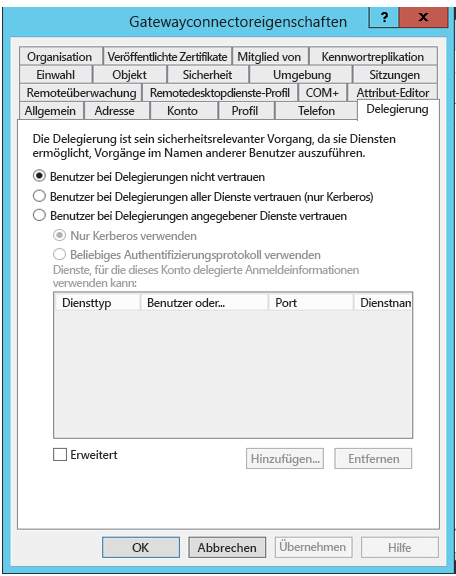 Gatewayconnectoreigenschaften
?
x
Organisation
Veröffentlichte Zertifikate
Mitglied von
Kennwortreplikation
Einwahl
Objekt
Sicherheit
Umgebung
Sitzungen
Remoteüberwachung
Remotedesktopdienste-Profil
COM+
Attribut-Editor
Allgemein
Adresse
Konto
Profil
Telefon
Delegierung
Die Delegierung ist sein sicherheitsrelevanter Vorgang, da sie Diensten
ermöglicht, Vorgänge im Namen anderer Benutzer auszuführen.
Benutzer bei Delegierungen nicht vertrauen
Benutzer bei Delegierungen aller Dienste vertrauen (nur Kerberos)
Benutzer bei Delegierungen angegebener Dienste vertrauen
Nur Kerberos verwenden
Beliebiges Authentifizierungsprotokoll verwenden
Dienste, für die dieses Konto delegierte Anmeldeinformationen
verwenden kann:
Diensttyp
Benutzer oder...
Port
Dienstnam
Erweitert
Hinzufügen...
Entfernen
OK
Abbrechen
Übernehmen
Hilfe